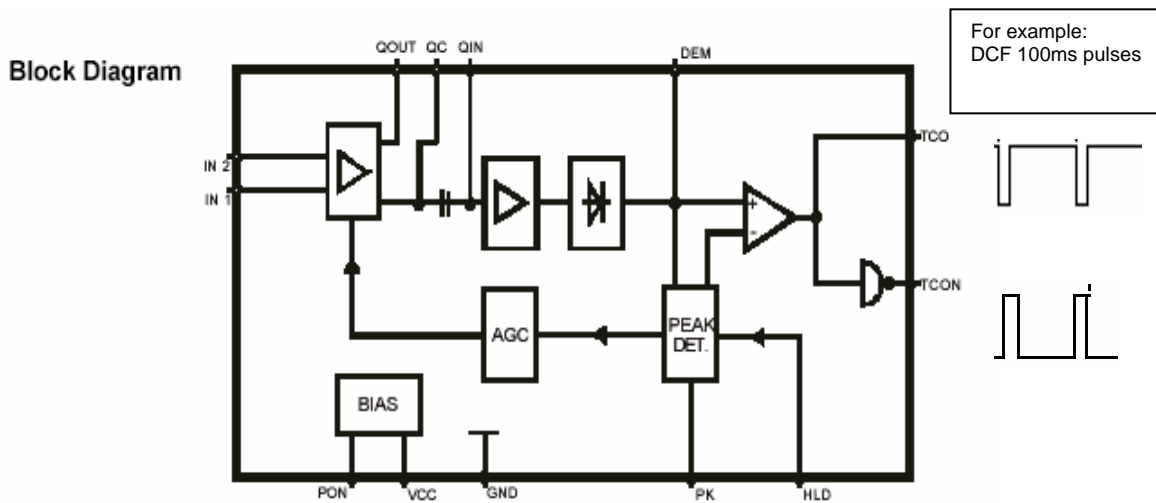 Block Diagram
QOUT QC QIN
DEM
For example:
DCF 100ms pulses
TCO
IN 2
IN 1
+
-
TCON
AGC
PEAK
DET.
BIAS
PON
VCC
GND
PK
HLD